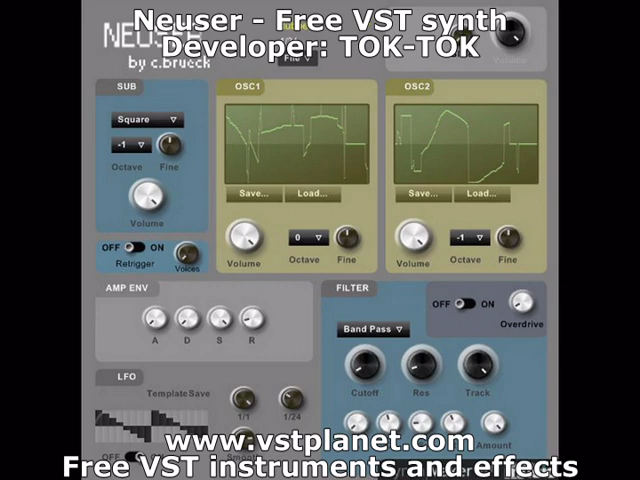 Neuser - Free VST synth
Developer: TOK-TOK
NEUSER
by c.brueck
File
Volume
SUB
OSC1
OSC2
Square
-1
Octave Fine
Volume
Save... Load...
Save... Load...
0
-1
Volume Octave Fine
Volume Octave Fine
OFF ON
Retrigger
Voices
AMP ENV
FILTER
A D S R
OFF ON
Overdrive
Band Pass
Cutoff Res Track
LFO
Template Save
1/1 1/24
Amount
www.vstplanet.com
Free VST instruments and effects